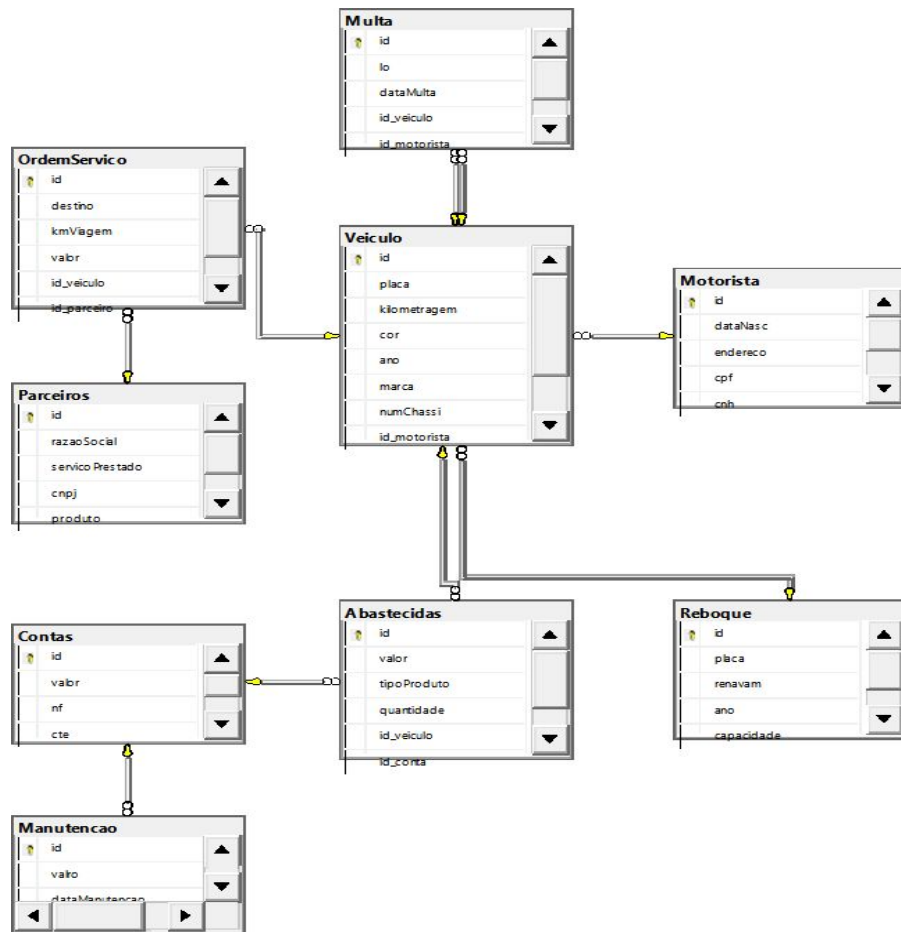 Multa
id
lo
dataMulta
id_veiculo
id_motorista
OrdemServico
id
destino
kmViagem
valor
id_veiculo
id_parceiro
Veiculo
id
placa
kilometragem
cor
ano
marca
numChassi
id_motorista
Motorista
id
dataNasc
endereco
cpf
cnh
Parceiros
id
razaoSocial
servicoPrestado
cnpj
produto
Contas
id
valor
nf
cte
Abastecidas
id
valor
tipoProduto
quantidade
id_veiculo
id_conta
Reboque
id
placa
renavam
ano
capacidade
Manutencao
id
valro
dataManutencao